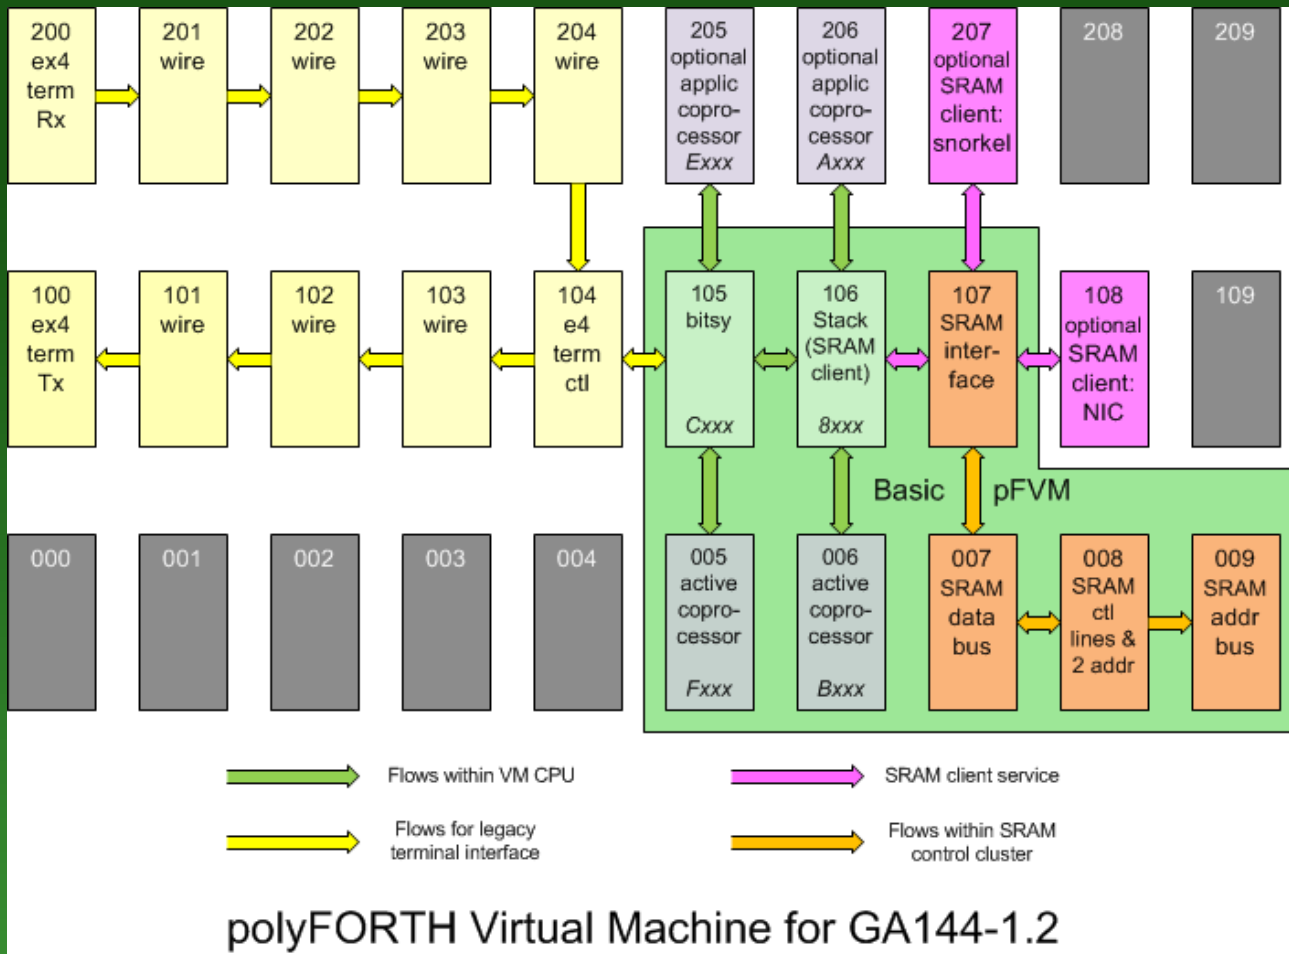 200
ex4
term
Rx
201
wire
202
wire
203
wire
204
wire
205
optional
applic
copro-
cessor
Exxx
206
optional
applic
copro-
cessor
Axxx
207
optional
SRAM
client:
snorkel
208
209
100
ex4
term
Tx
101
wire
102
wire
103
wire
104
e4
term
ctl
105
bitsy
Cxxx
106
Stack
(SRAM
client)
8xxx
107
SRAM
inter-
face
108
optional
SRAM
client:
NIC
109
Basic pFVM
000
001
002
003
004
005
active
copro-
cessor
Fxxx
006
active
copro-
cessor
Bxxx
007
SRAM
data
bus
008
SRAM
ctl
lines &
2 addr
009
SRAM
addr
bus
Flows within VM CPU
SRAM client service
Flows for legacy
terminal interface
Flows within SRAM
control cluster
polyFORTH Virtual Machine for GA144-1.2